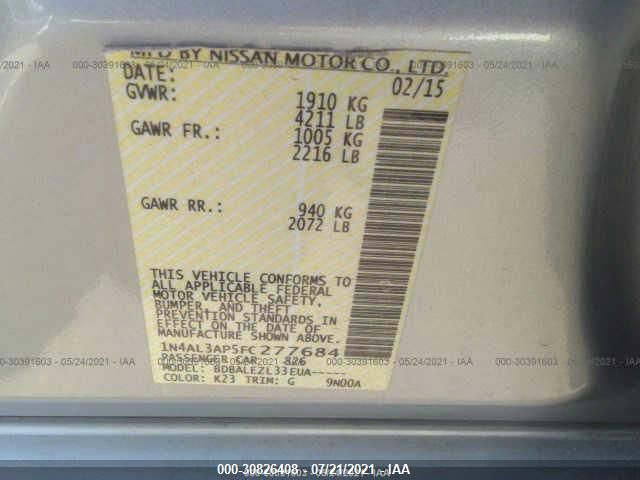 MFD BY NISSAN MOTOR CO., LTD.
000-30391603 - 05/24/2021 - IAA
DATE: 02/15
GVWR: 1910 KG
4211 LB
GAWR FR.: 1005 KG
2216 LB
GAWR RR.: 940 KG
2072 LB
THIS VEHICLE CONFORMS TO
ALL APPLICABLE FEDERAL
MOTOR VEHICLE SAFETY,
BUMPER, AND THEFT
PREVENTION STANDARDS IN
EFFECT ON THE DATE OF
MANUFACTURE SHOWN ABOVE.
1N4AL3AP5FC277684
PASSENGER CAR 826
MODEL: BDBALEZL33EUA-----
COLOR: K23 TRIM: G 9N00A
000-30826408 - 07/21/2021 - IAA